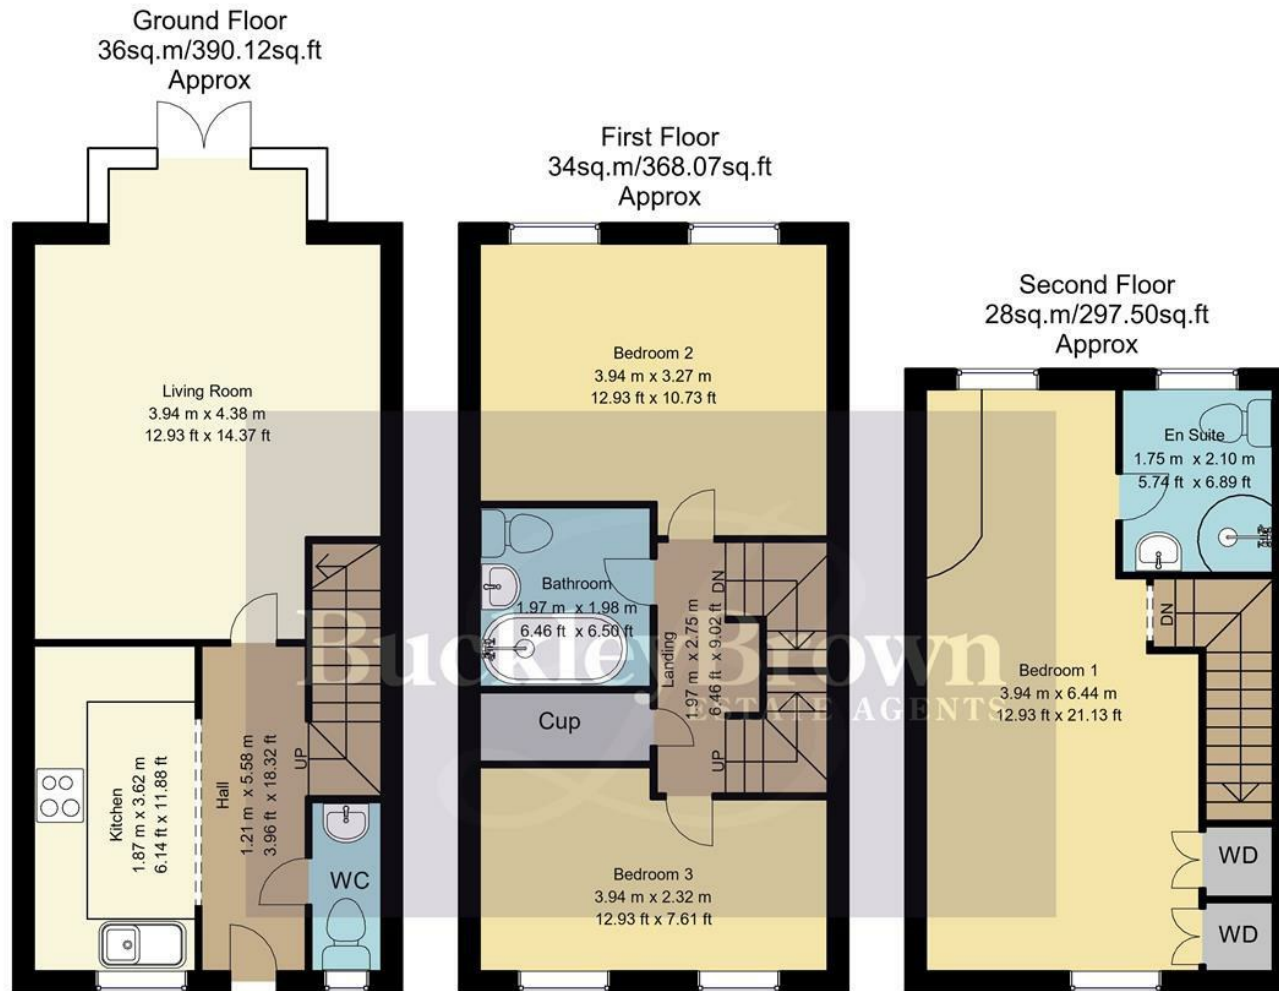 Ground Floor
36sq.m/390.12sq.ft
Approx
Living Room
3.94 m x 4.38 m
12.93 ft x 14.37 ft
Kitchen
1.87 m x 3.62 m
6.14 ft x 11.88 ft
Hall
1.21 m x 5.58 m
3.96 ft x 18.32 ft
UP
WC
First Floor
34sq.m/368.07sq.ft
Approx
Bedroom 2
3.94 m x 3.27 m
12.93 ft x 10.73 ft
Bathroom
1.97 m x 1.98 m
6.46 ft x 6.50 ft
Landing
1.97 m x 2.75 m
6.46 ft x 9.02 ft
DN
UP
Cup
Bedroom 3
3.94 m x 2.32 m
12.93 ft x 7.61 ft
Second Floor
28sq.m/297.50sq.ft
Approx
En Suite
1.75 m x 2.10 m
5.74 ft x 6.89 ft
DN
Bedroom 1
3.94 m x 6.44 m
12.93 ft x 21.13 ft
WD
WD
BuckleyBrown
ESTATE AGENTS